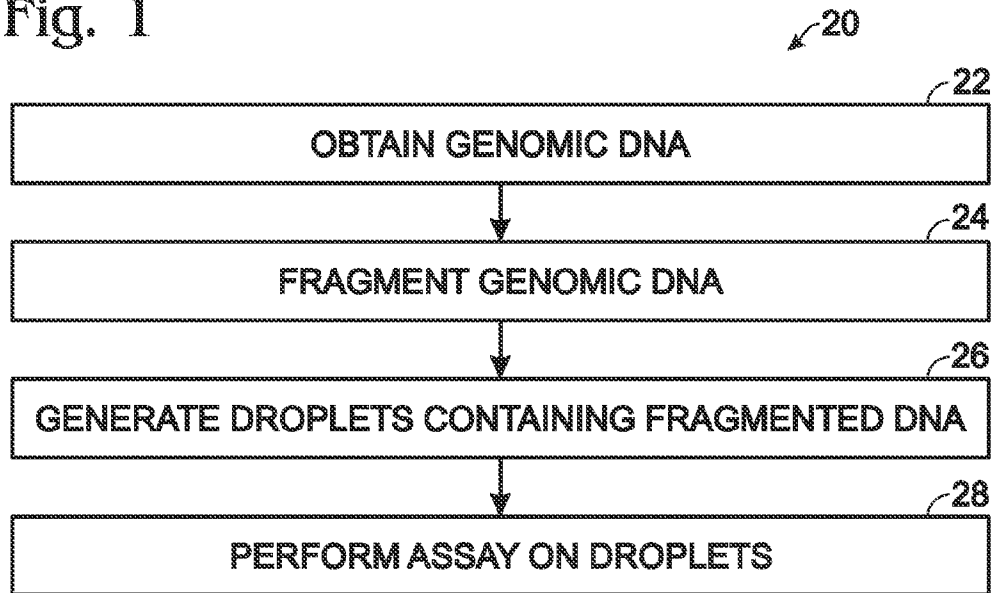 Fig. 1
20
22
OBTAIN GENOMIC DNA
24
FRAGMENT GENOMIC DNA
26
GENERATE DROPLETS CONTAINING FRAGMENTED DNA
28
PERFORM ASSAY ON DROPLETS